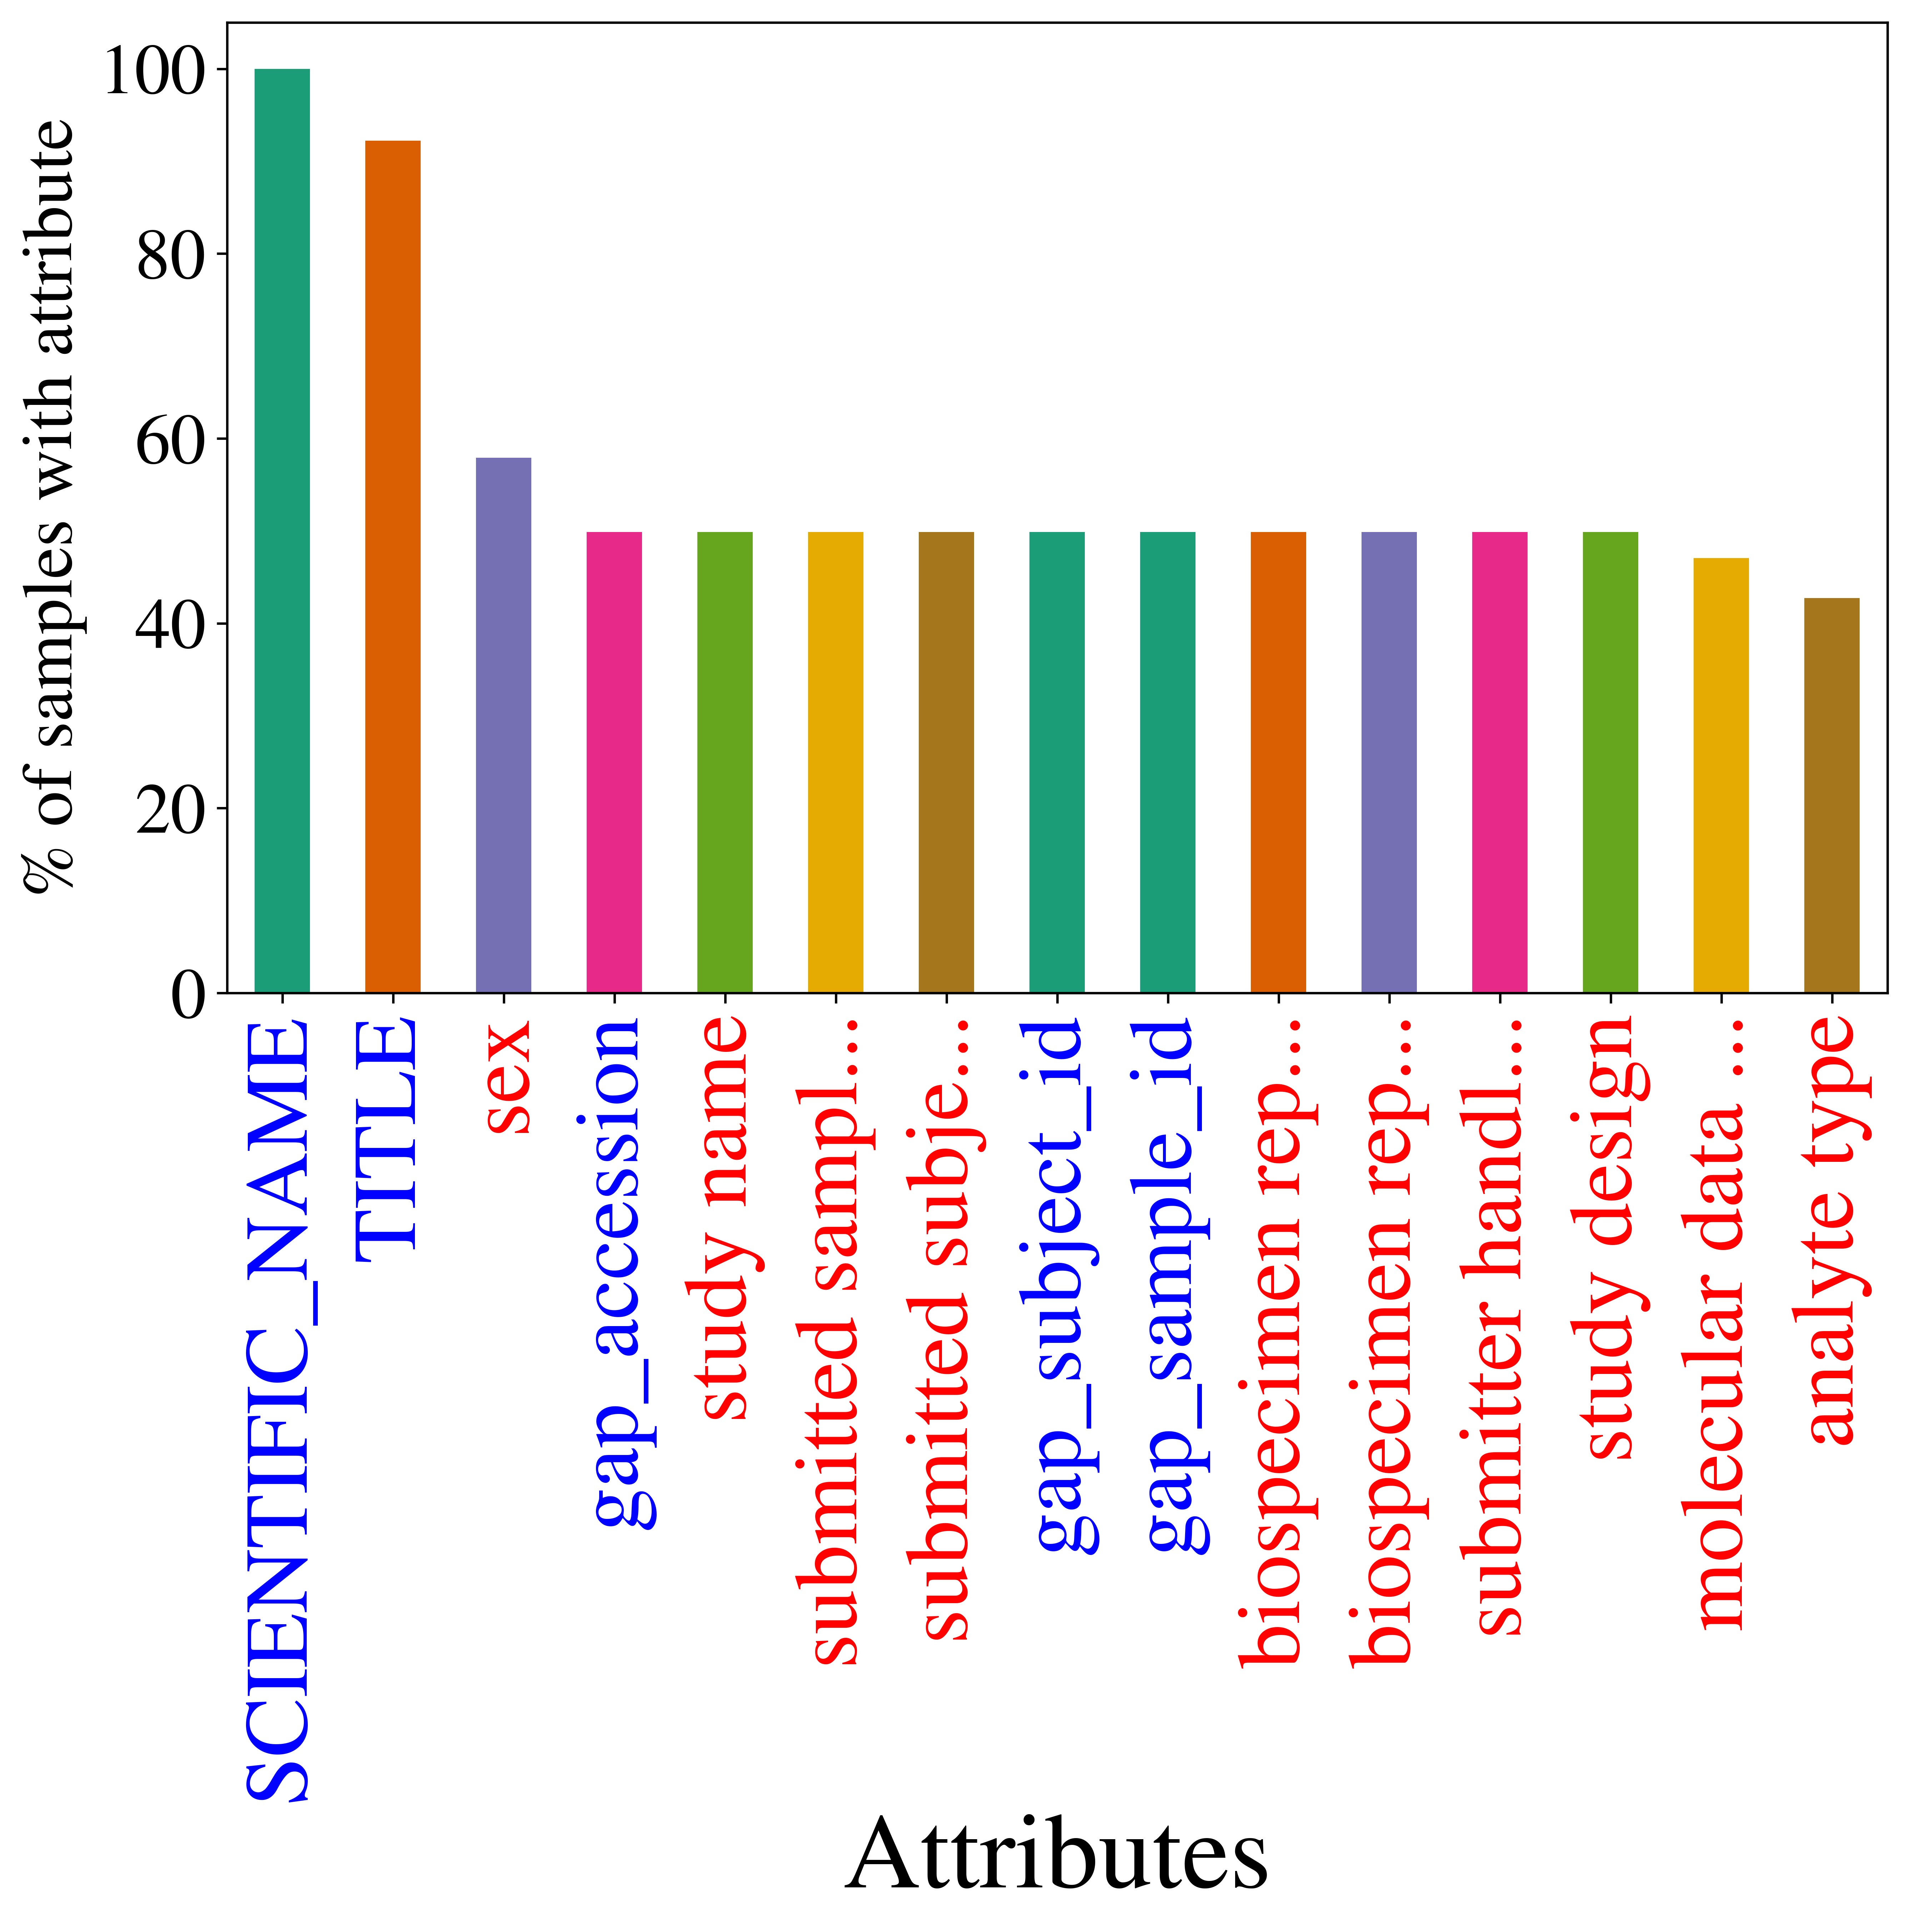 % of samples with attribute
100
80
60
40
20
0
SCIENTIFIC_NAME
TITLE
sex
gap_accession
study name
submitted sampl...
submitted subje...
gap_subject_id
gap_sample_id
biospecimen rep...
biospecimen rep...
submitter handl...
study design
molecular data ...
analyte type
Attributes